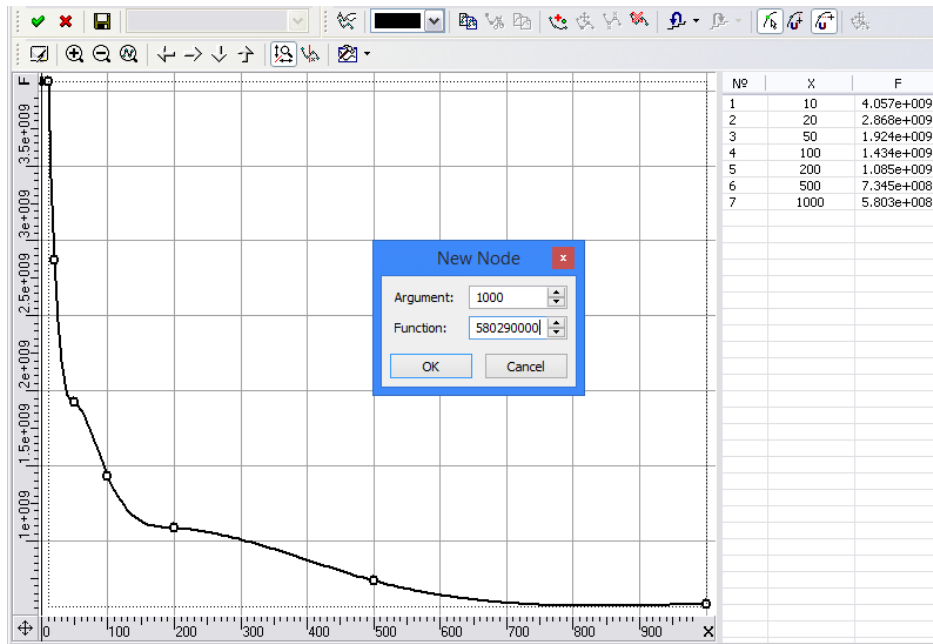 F
3.5e+009
3e+009
2.5e+009
2e+009
1.5e+009
1e+009
0 100 200 300 400 500 600 700 800 900 X
New Node
x
Argument: 1000
Function: 580290000
OK Cancel
Nº X F
1 10 4.057e+009
2 20 2.868e+009
3 50 1.924e+009
4 100 1.434e+009
5 200 1.085e+009
6 500 7.345e+008
7 1000 5.803e+008